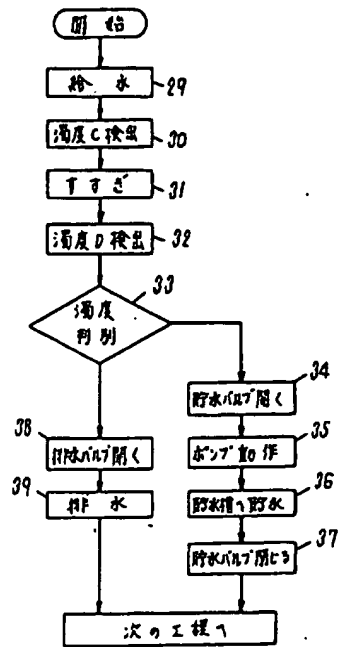 開始
給水
29
濁度C検出
30
すすぎ
31
濁度D検出
32
33
濁度
判別
34
貯水バルブ開く
35
ポンプ動作
36
貯水槽へ貯水
37
貯水バルブ閉じる
38
排水バルブ開く
39
排水
次の工程へ